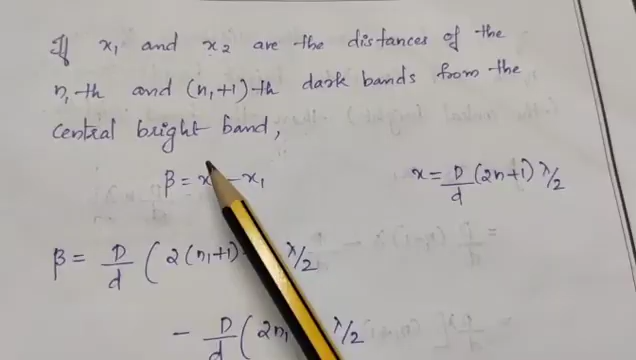 If x₁ and x₂ are the distances of the
n₁-th and (n₁+1)-th dark bands from the
central bright band,
β = x – x₁
x = D/d (2n+1) λ/2
β = D/d ( 2(n₁+1) λ/2
– D/d (2n₁ λ/2